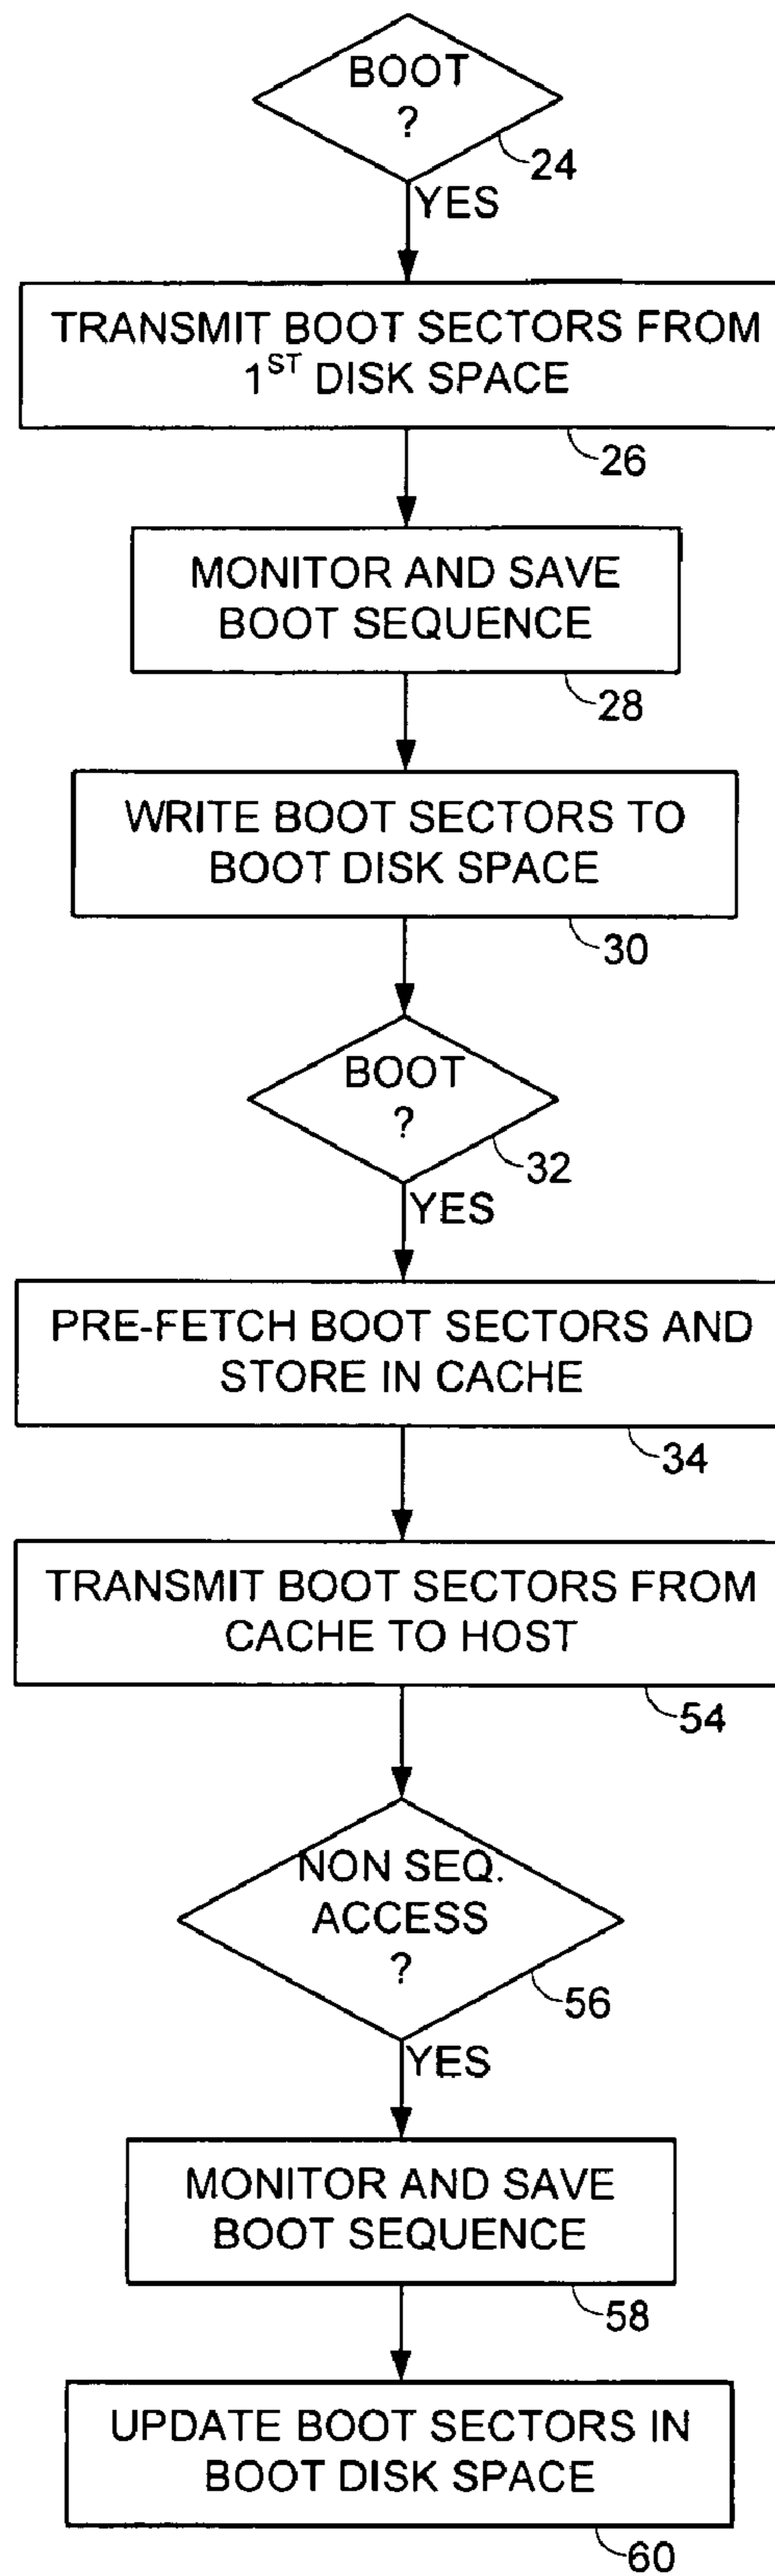 BOOT
?
24
YES
TRANSMIT BOOT SECTORS FROM
1ST DISK SPACE
26
MONITOR AND SAVE
BOOT SEQUENCE
28
WRITE BOOT SECTORS TO
BOOT DISK SPACE
30
BOOT
?
32
YES
PRE-FETCH BOOT SECTORS AND
STORE IN CACHE
34
TRANSMIT BOOT SECTORS FROM
CACHE TO HOST
54
NON SEQ.
ACCESS
?
56
YES
MONITOR AND SAVE
BOOT SEQUENCE
58
UPDATE BOOT SECTORS IN
BOOT DISK SPACE
60